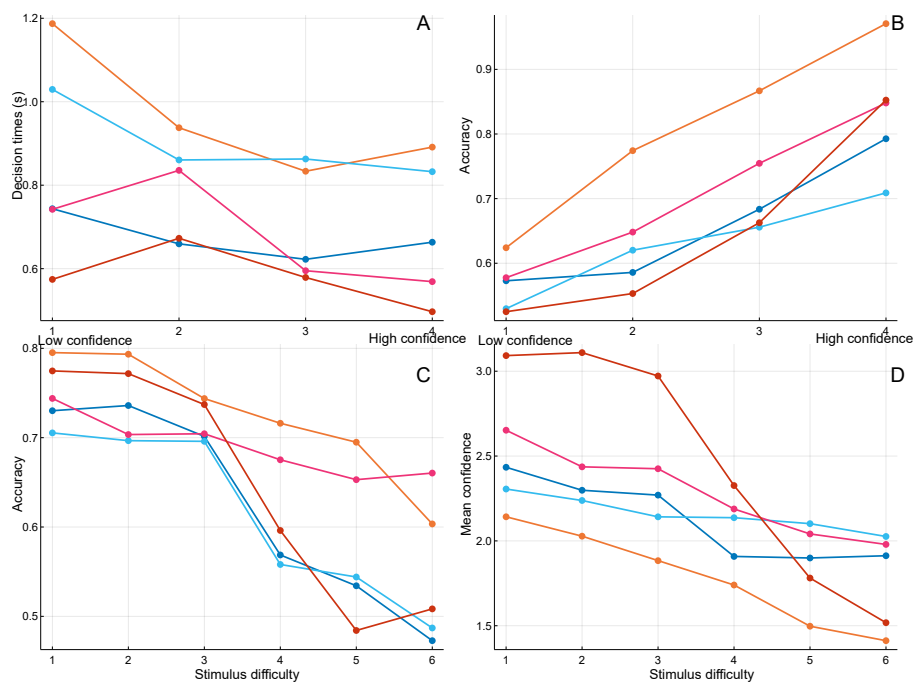 A
1.2
1.0
0.8
0.6
Decision times (s)
1
2
3
4
Low confidence
High confidence
B
0.9
0.8
0.7
0.6
Accuracy
1
2
3
4
Low confidence
High confidence
C
0.8
0.7
0.6
0.5
Accuracy
1
2
3
4
5
6
Stimulus difficulty
D
3.0
2.5
2.0
1.5
Mean confidence
1
2
3
4
5
6
Stimulus difficulty